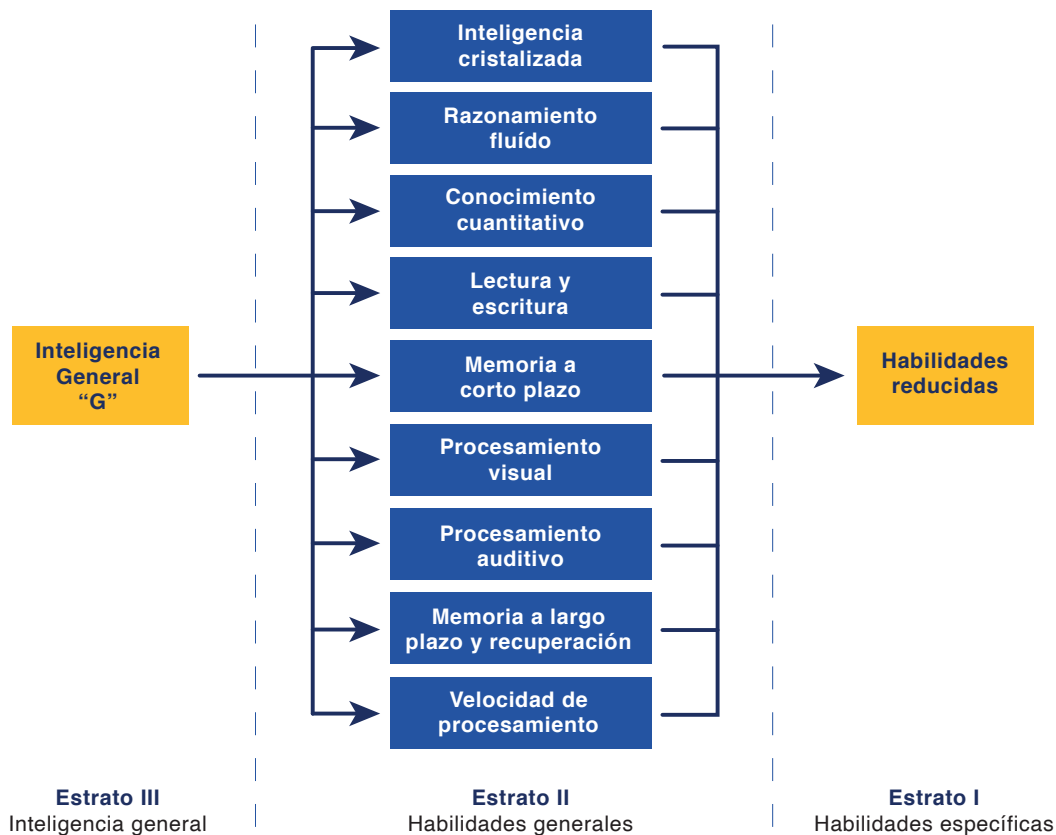 Inteligencia
cristalizada
Razonamiento
fluído
Conocimiento
cuantitativo
Lectura y
escritura
Inteligencia
General
“G”
Memoria a
corto plazo
Habilidades
reducidas
Procesamiento
visual
Procesamiento
auditivo
Memoria a largo
plazo y recuperación
Velocidad de
procesamiento
Estrato III
Inteligencia general
Estrato II
Habilidades generales
Estrato I
Habilidades específicas